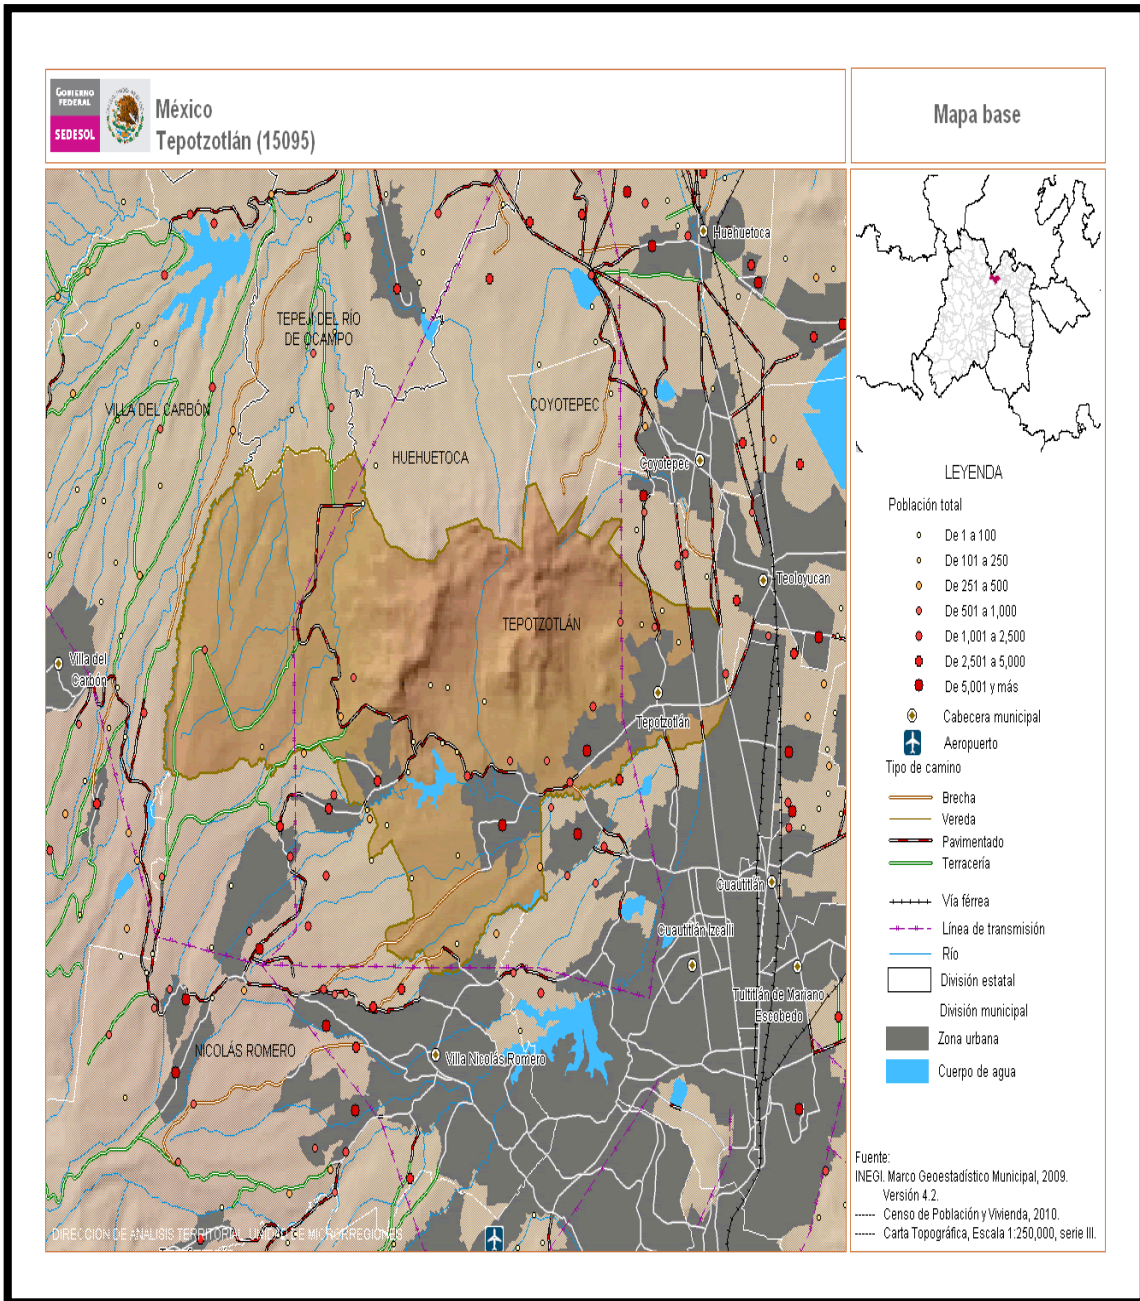 GOBIERNO
FEDERAL
SEDESOL
México
Tepotzotlán (15095)
Mapa base
Huehuetoca
TEPEJI DEL RÍO
DE OCAMPO
VILLA DEL CARBÓN
COYOTEPEC
HUEHUETOCA
Coyotepec
Teoloyucan
TEPOTZOTLÁN
Villa del
Carbón
Tepotzotlán
Cuautitlán
Cuautitlán Izcalli
Tultitlán de Mariano
Escobedo
NICOLÁS ROMERO
Villa Nicolás Romero
DIRECCIÓN DE ANÁLISIS TERRITORIAL, UNIDAD DE MICRORREGIONES
LEYENDA
Población total
De 1 a 100
De 101 a 250
De 251 a 500
De 501 a 1,000
De 1,001 a 2,500
De 2,501 a 5,000
De 5,001 y más
Cabecera municipal
Aeropuerto
Tipo de camino
Brecha
Vereda
Pavimentado
Terracería
Vía férrea
Línea de transmisión
Río
División estatal
División municipal
Zona urbana
Cuerpo de agua
Fuente:
INEGI. Marco Geoestadístico Municipal, 2009.
Versión 4.2.
------ Censo de Población y Vivienda, 2010.
------ Carta Topográfica, Escala 1:250,000, serie III.